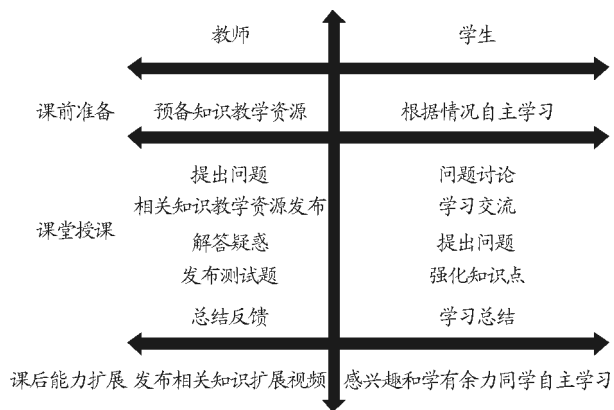 教师 学生
课前准备 预备知识教学资源 根据情况自主学习
提出问题 问题讨论
相关知识教学资源发布 学习交流
课堂授课
解答疑惑 提出问题
发布测试题 强化知识点
总结反馈 学习总结
课后能力扩展 发布相关知识扩展视频 感兴趣和学有余力同学自主学习